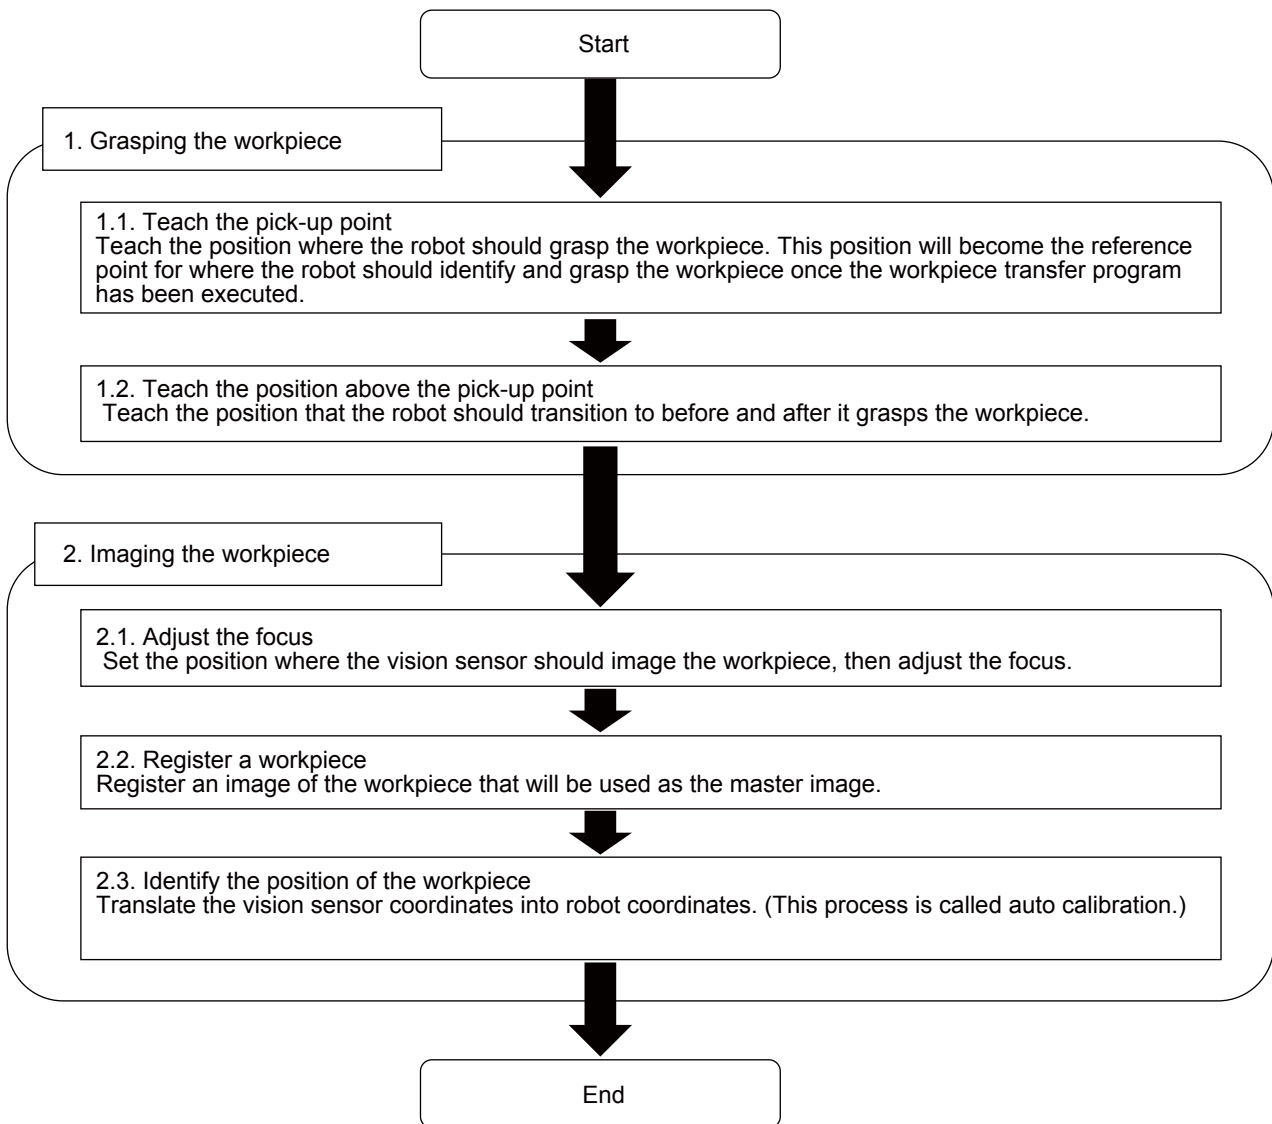 Start
1. Grasping the workpiece
1.1. Teach the pick-up point
Teach the position where the robot should grasp the workpiece. This position will become the reference
point for where the robot should identify and grasp the workpiece once the workpiece transfer program
has been executed.
1.2. Teach the position above the pick-up point
Teach the position that the robot should transition to before and after it grasps the workpiece.
2. Imaging the workpiece
2.1. Adjust the focus
Set the position where the vision sensor should image the workpiece, then adjust the focus.
2.2. Register a workpiece
Register an image of the workpiece that will be used as the master image.
2.3. Identify the position of the workpiece
Translate the vision sensor coordinates into robot coordinates. (This process is called auto calibration.)
End